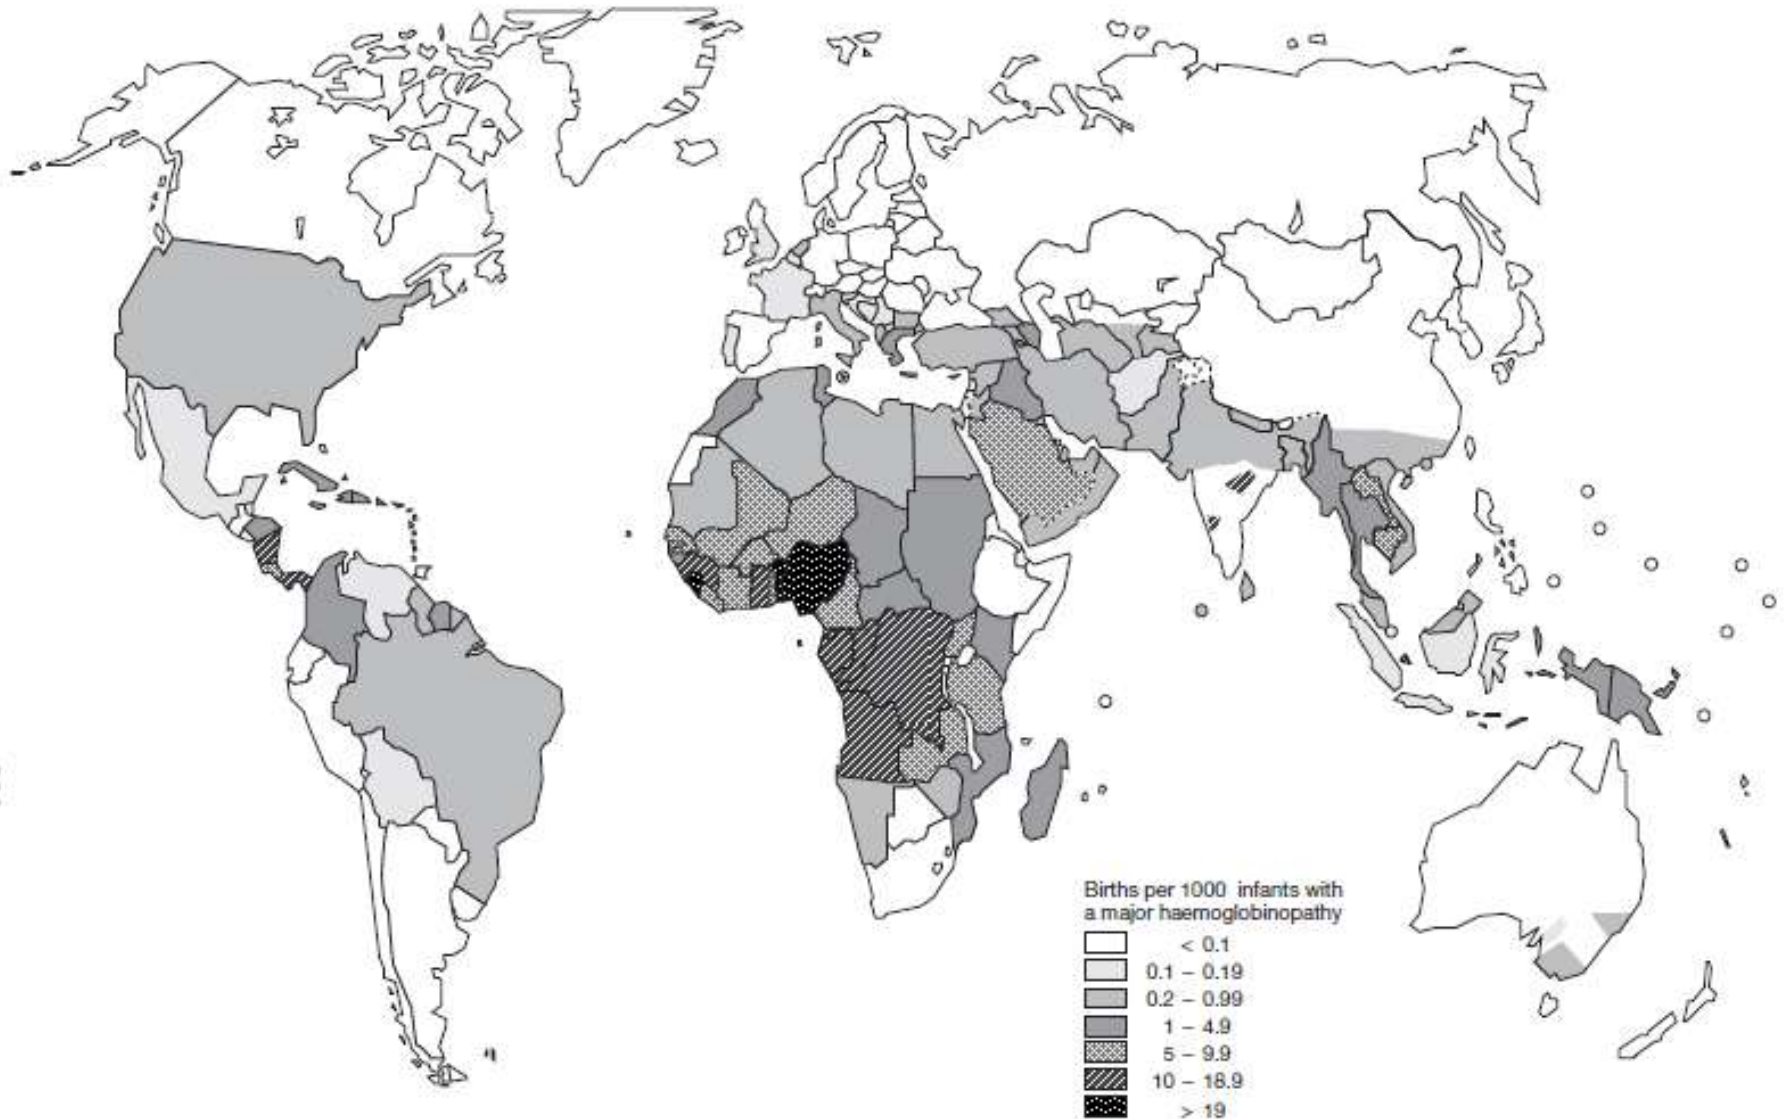 Births per 1000 infants with
a major haemoglobinopathy
< 0.1
0.1 – 0.19
0.2 – 0.99
1 – 4.9
5 – 9.9
10 – 18.9
> 19